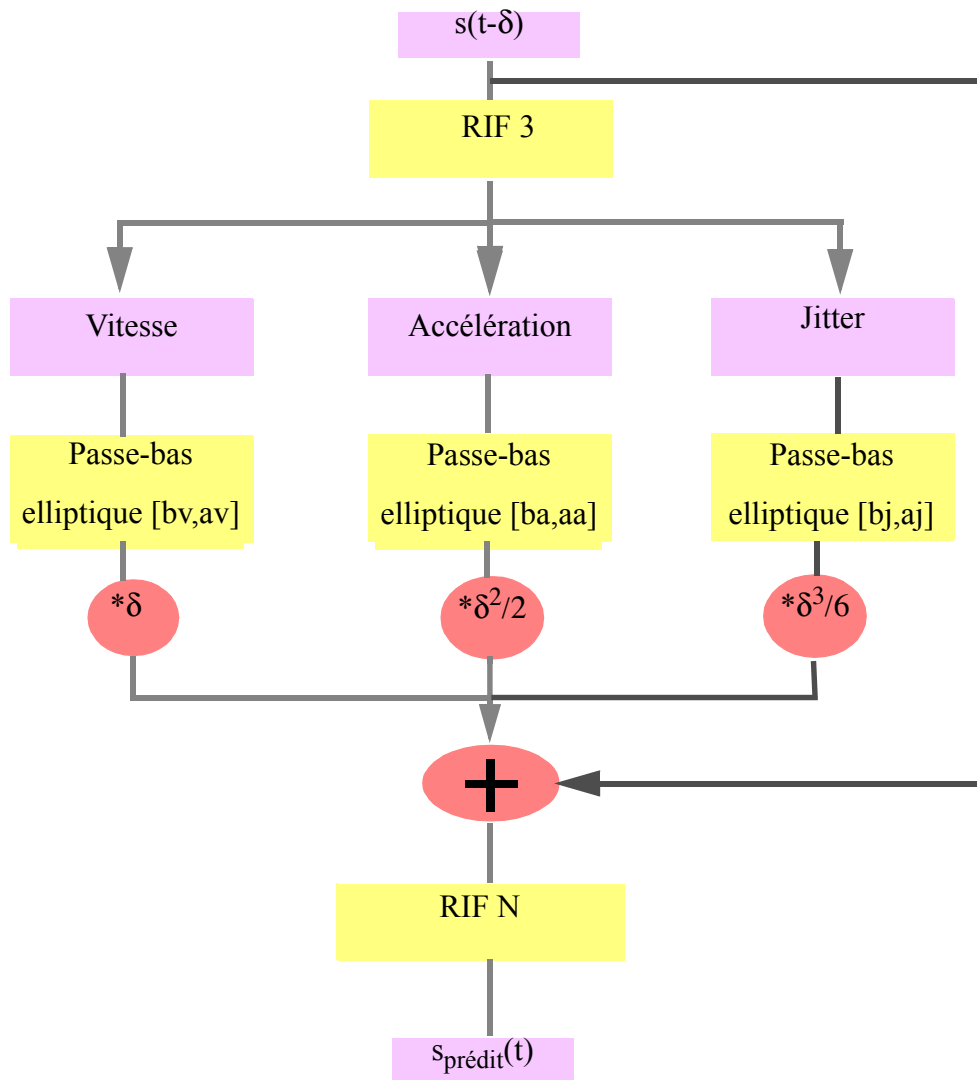 s(t-δ)
RIF 3
Vitesse
Accélération
Jitter
Passe-bas
elliptique [bv,av]
Passe-bas
elliptique [ba,aa]
Passe-bas
elliptique [bj,aj]
*δ
*δ²/2
*δ³/6
+
RIF N
sprédit(t)